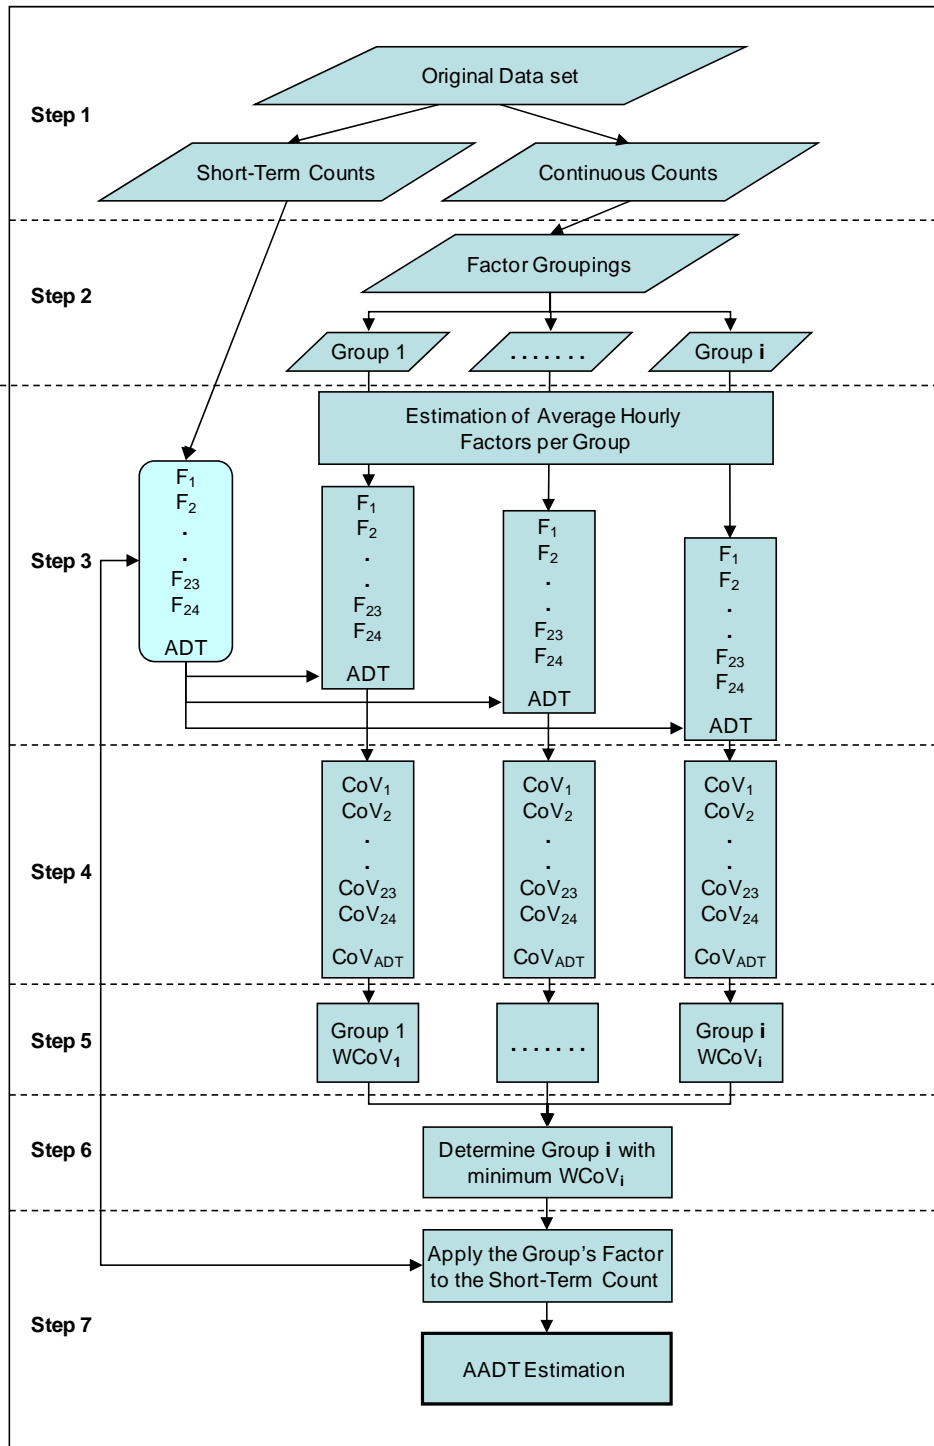 Original Data set
Step 1
Short-Term Counts
Continuous Counts
Factor Groupings
Step 2
Group 1
.......
Group i
Estimation of Average Hourly
Factors per Group
Step 3
F1
F2
.
.
F23
F24
ADT
F1
F2
.
.
F23
F24
ADT
F1
F2
.
.
F23
F24
ADT
F1
F2
.
.
F23
F24
ADT
Step 4
CoV1
CoV2
.
.
CoV23
CoV24
CoVADT
CoV1
CoV2
.
.
CoV23
CoV24
CoVADT
CoV1
CoV2
.
.
CoV23
CoV24
CoVADT
Step 5
Group 1
WCoV1
.......
Group i
WCoVi
Step 6
Determine Group i with
minimum WCoVi
Apply the Group's Factor
to the Short-Term Count
Step 7
AADT Estimation